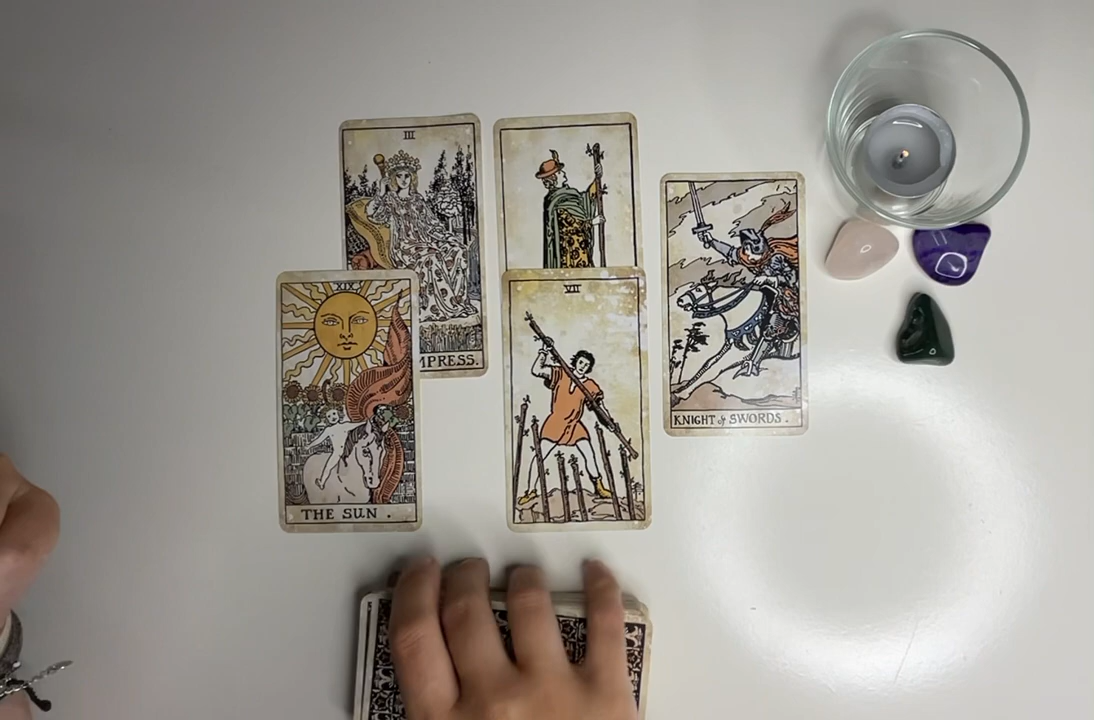 III
MPRESS.
XIX.
THE SUN .
VII
KNIGHT of SWORDS .